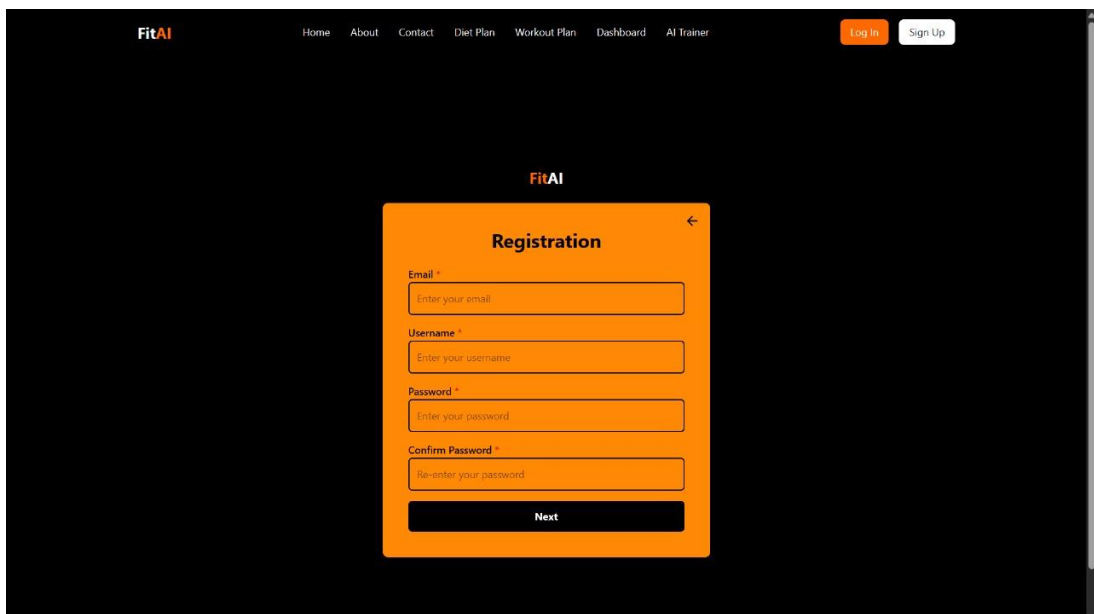 FitAI Home About Contact Diet Plan Workout Plan Dashboard AI Trainer Log In Sign Up
FitAI
Registration
Email *
Enter your email
Username *
Enter your username
Password *
Enter your password
Confirm Password *
Re-enter your password
Next